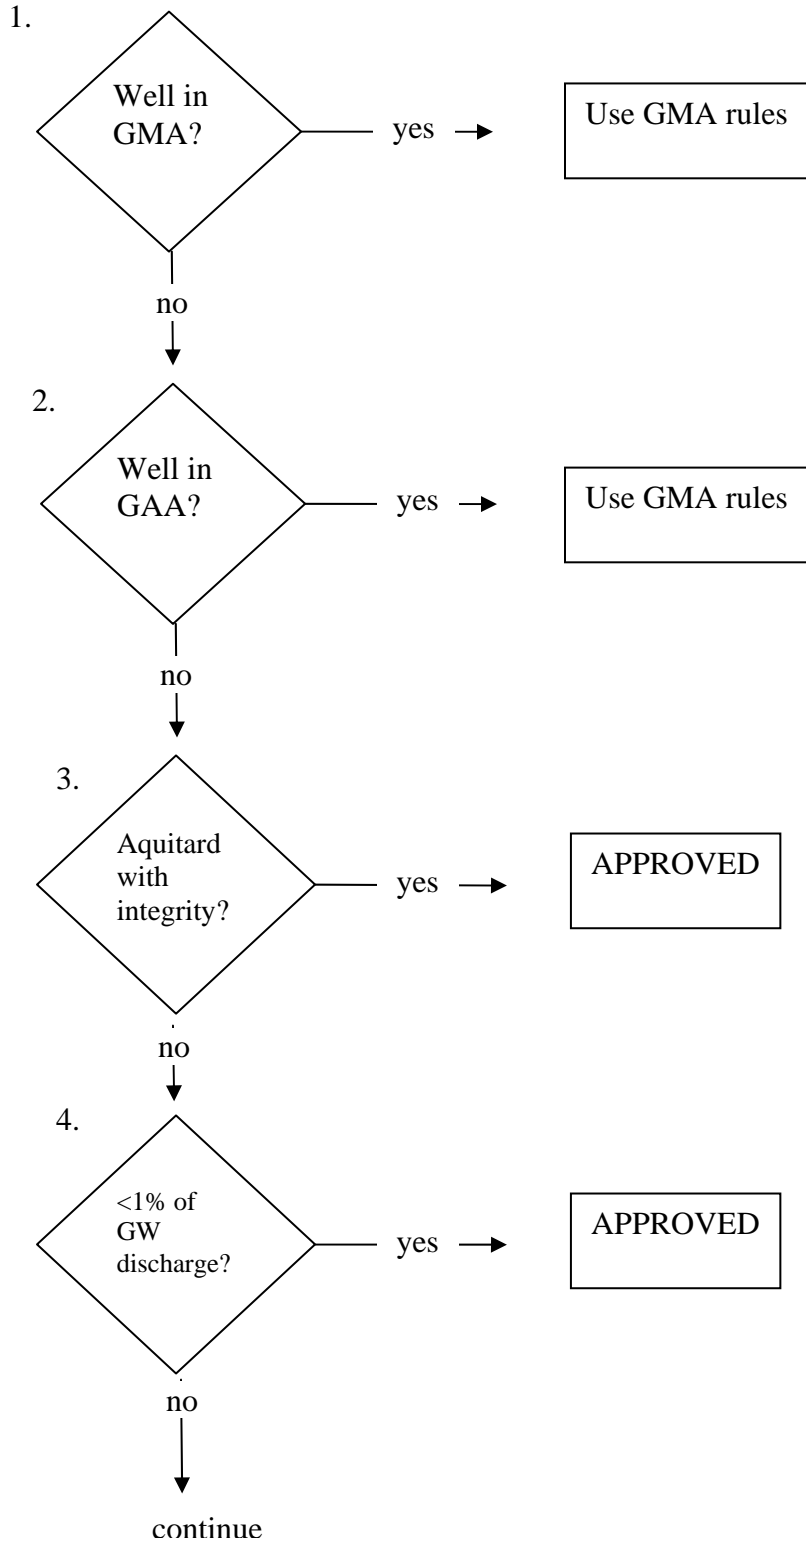 1.
Well in
GMA?
yes
Use GMA rules
no
2.
Well in
GAA?
yes
Use GMA rules
no
3.
Aquitard
with
integrity?
yes
APPROVED
no
4.
<1% of
GW
discharge?
yes
APPROVED
no
continue